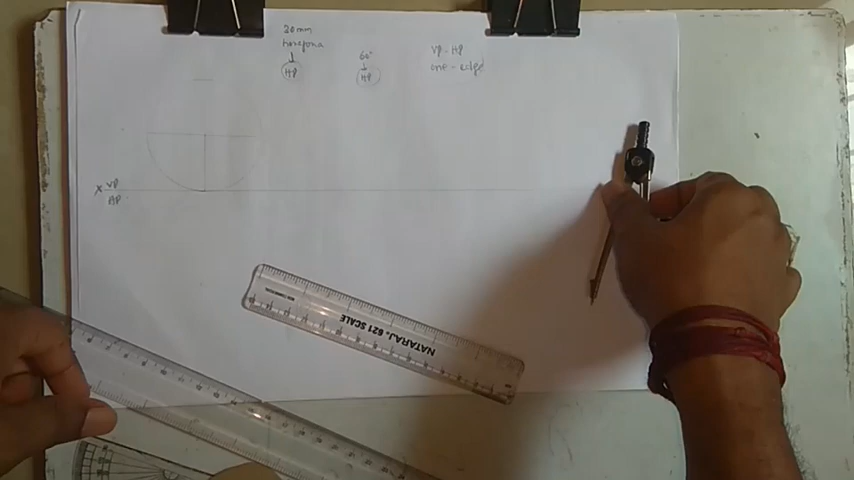 30mm
hexagona
HP
60°
HP
VP - HP
one - edge
X VP
HP
NATARAJ. 621 SCALE